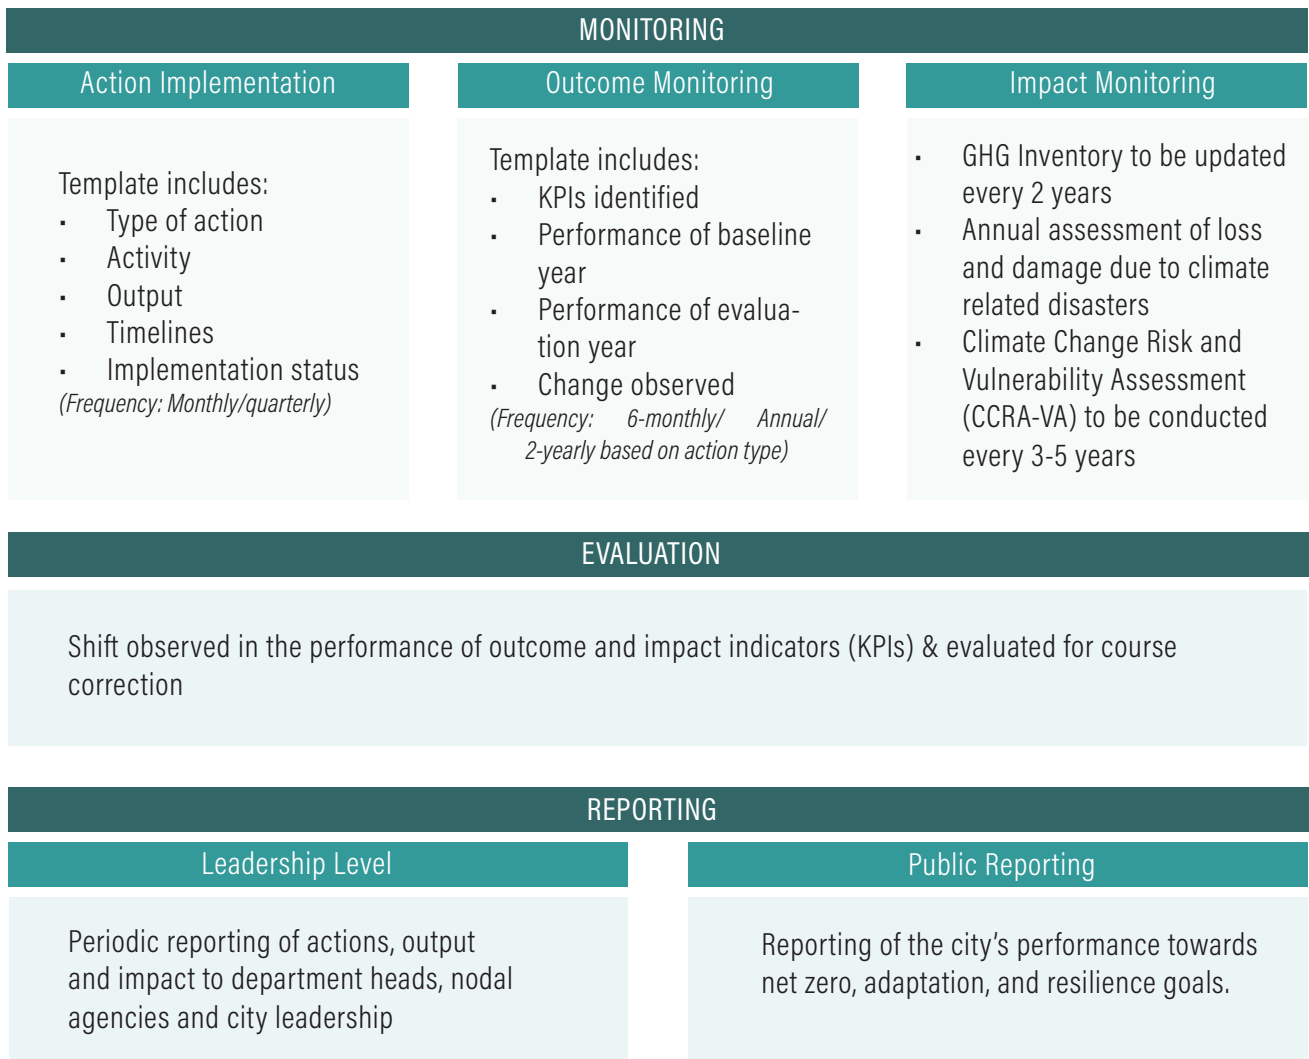 MONITORING
Action Implementation
Template includes:
▪ Type of action
▪ Activity
▪ Output
▪ Timelines
▪ Implementation status
(Frequency: Monthly/quarterly)
Outcome Monitoring
Template includes:
▪ KPIs identified
▪ Performance of baseline
year
▪ Performance of evalua-
tion year
▪ Change observed
(Frequency: 6-monthly/ Annual/
2-yearly based on action type)
Impact Monitoring
▪ GHG Inventory to be updated
every 2 years
▪ Annual assessment of loss
and damage due to climate
related disasters
▪ Climate Change Risk and
Vulnerability Assessment
(CCRA-VA) to be conducted
every 3-5 years
EVALUATION
Shift observed in the performance of outcome and impact indicators (KPIs) & evaluated for course
correction
REPORTING
Leadership Level
Periodic reporting of actions, output
and impact to department heads, nodal
agencies and city leadership
Public Reporting
Reporting of the city's performance towards
net zero, adaptation, and resilience goals.